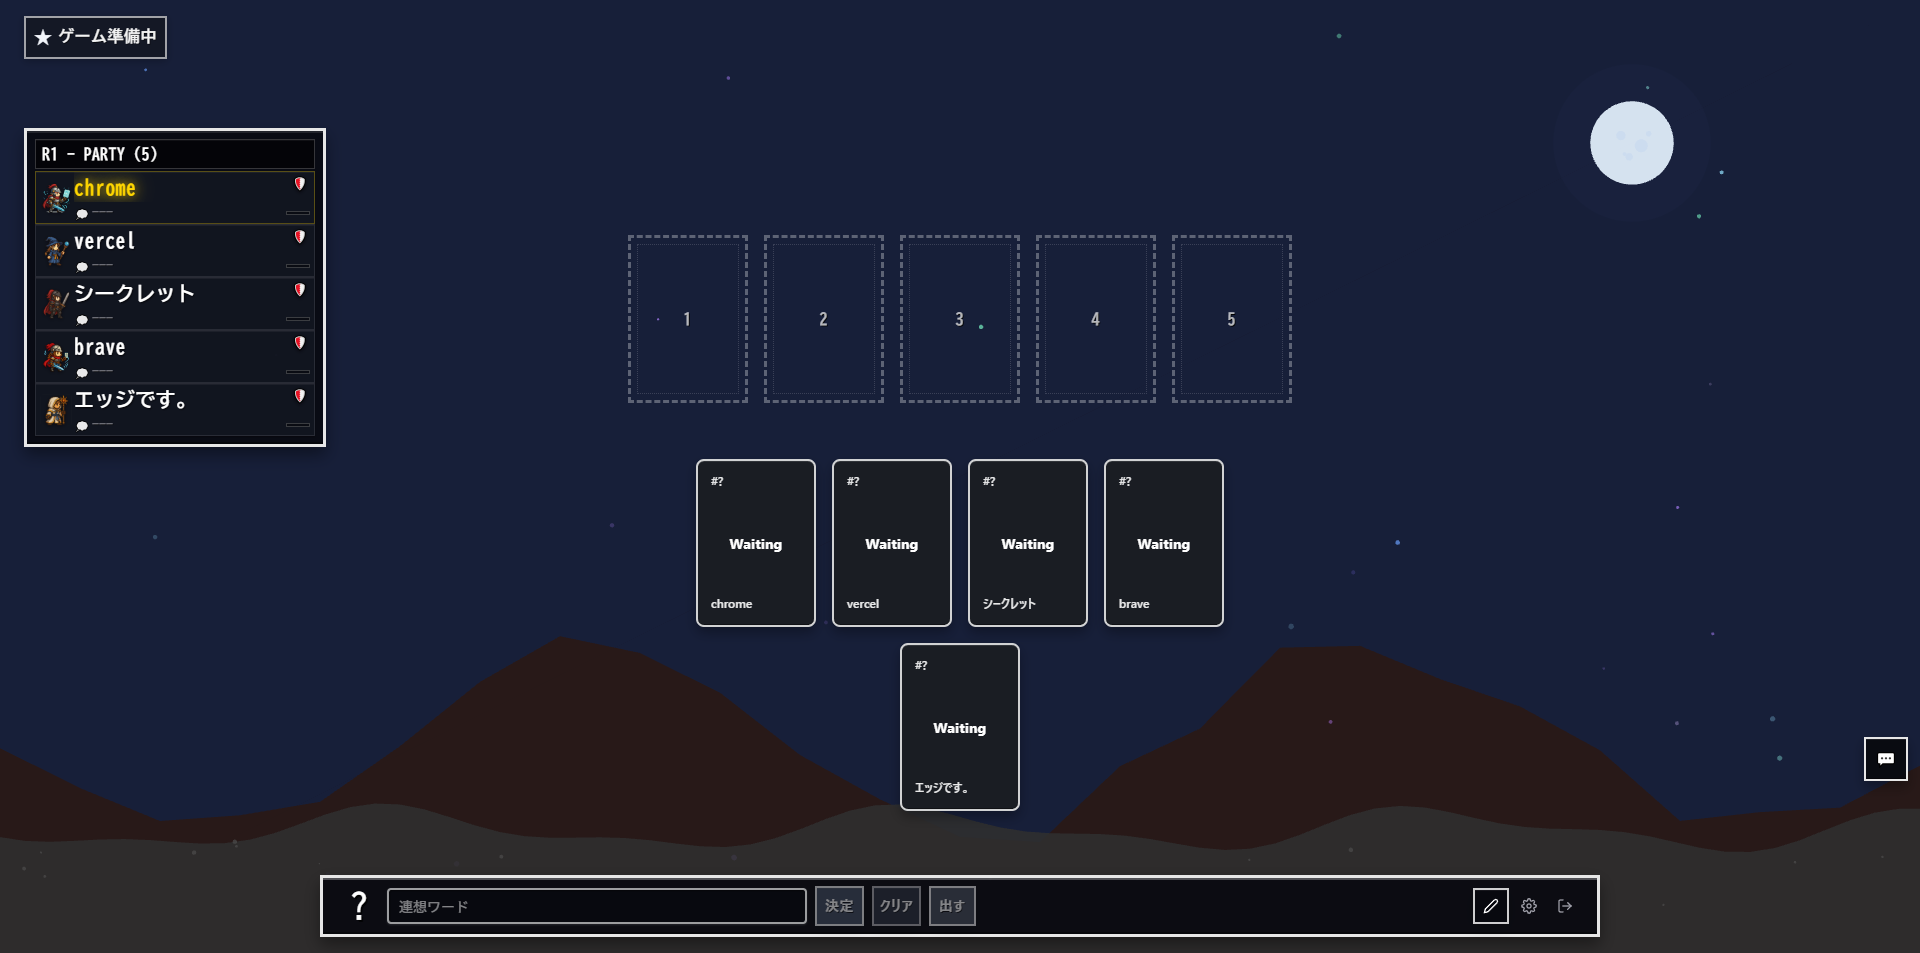 ★ ゲーム準備中
R1 - PARTY (5)
chrome
---
vercel
---
シークレット
---
brave
---
エッジです。
---
1 2 3 4 5
#? #? #? #?
Waiting Waiting Waiting Waiting
chrome vercel シークレット brave
#?
Waiting
エッジです。
? 連想ワード 決定 クリア 出す